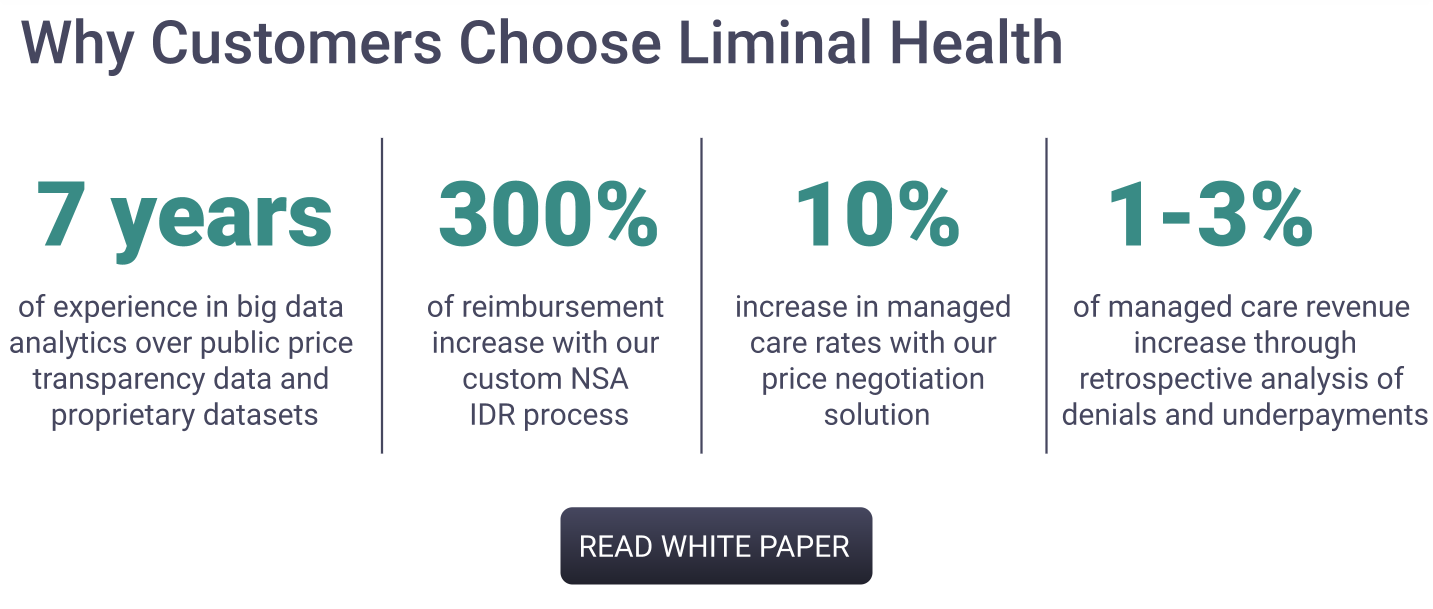 Why Customers Choose Liminal Health
7 years
of experience in big data
analytics over public price
transparency data and
proprietary datasets
300%
of reimbursement
increase with our
custom NSA
IDR process
10%
increase in managed
care rates with our
price negotiation
solution
1-3%
of managed care revenue
increase through
retrospective analysis of
denials and underpayments
READ WHITE PAPER